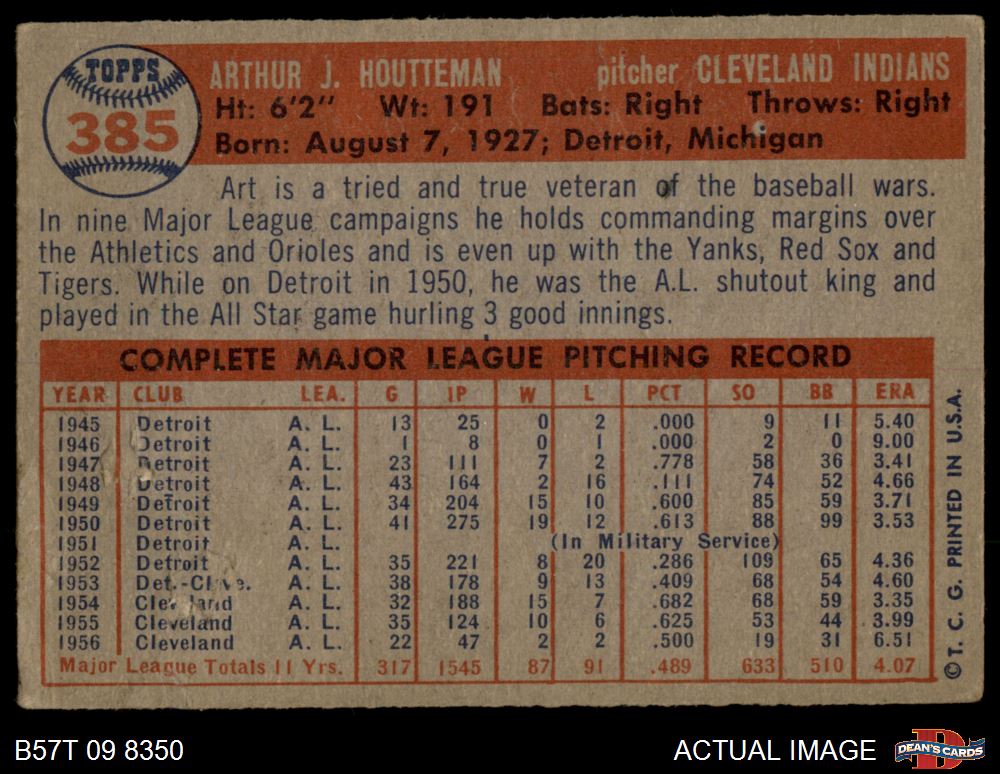 TOPPS
385
ARTHUR J. HOUTTEMAN pitcher CLEVELAND INDIANS
Ht: 6'2" Wt: 191 Bats: Right Throws: Right
Born: August 7, 1927; Detroit, Michigan
Art is a tried and true veteran of the baseball wars.
In nine Major League campaigns he holds commanding margins over
the Athletics and Orioles and is even up with the Yanks, Red Sox and
Tigers. While on Detroit in 1950, he was the A.L. shutout king and
played in the All Star game hurling 3 good innings.
COMPLETE MAJOR LEAGUE PITCHING RECORD
YEAR CLUB LEA. G IP W L PCT SO BB ERA
1945 Detroit A. L. 13 25 0 2 .000 9 11 5.40
1946 Detroit A. L. 1 8 0 1 .000 2 0 9.00
1947 Detroit A. L. 23 111 7 2 .778 58 36 3.41
1948 Detroit A. L. 43 164 2 16 .111 74 52 4.66
1949 Detroit A. L. 34 204 15 10 .600 85 59 3.71
1950 Detroit A. L. 41 275 19 12 .613 88 99 3.53
1951 Detroit A. L. (In Military Service)
1952 Detroit A. L. 35 221 8 20 .286 109 65 4.36
1953 Det.-Cleve. A. L. 38 178 9 13 .409 68 54 4.60
1954 Cleveland A. L. 32 188 15 7 .682 68 59 3.35
1955 Cleveland A. L. 35 124 10 6 .625 53 44 3.99
1956 Cleveland A. L. 22 47 2 2 .500 19 31 6.51
Major League Totals 11 Yrs. 317 1545 87 91 .489 633 510 4.07
© T. C. G. PRINTED IN U.S.A.
B57T 09 8350 ACTUAL IMAGE DEAN'S CARDS